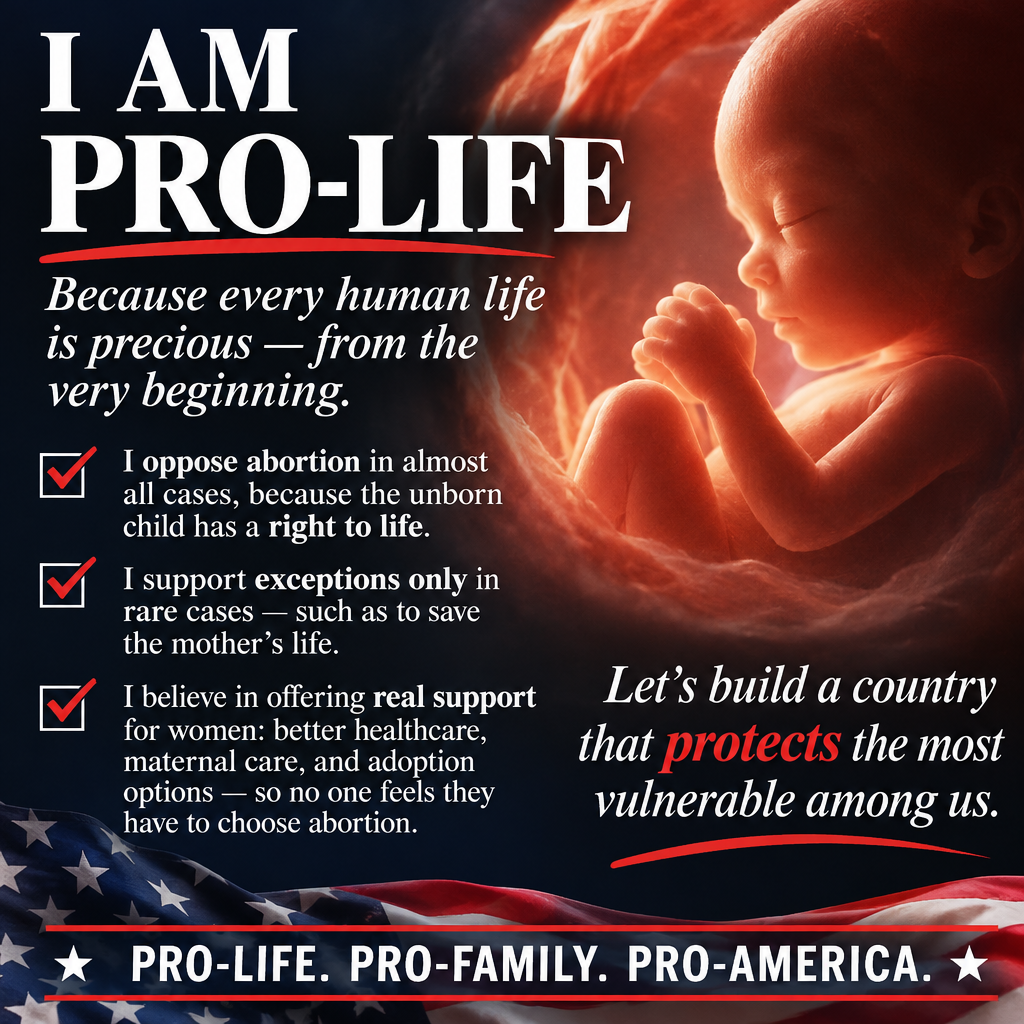 I AM
PRO-LIFE
Because every human life
is precious — from the
very beginning.
I oppose abortion in almost
all cases, because the unborn
child has a right to life.
I support exceptions only in
rare cases — such as to save
the mother's life.
I believe in offering real support
for women: better healthcare,
maternal care, and adoption
options — so no one feels they
have to choose abortion.
Let's build a country
that protects the most
vulnerable among us.
PRO-LIFE. PRO-FAMILY. PRO-AMERICA.